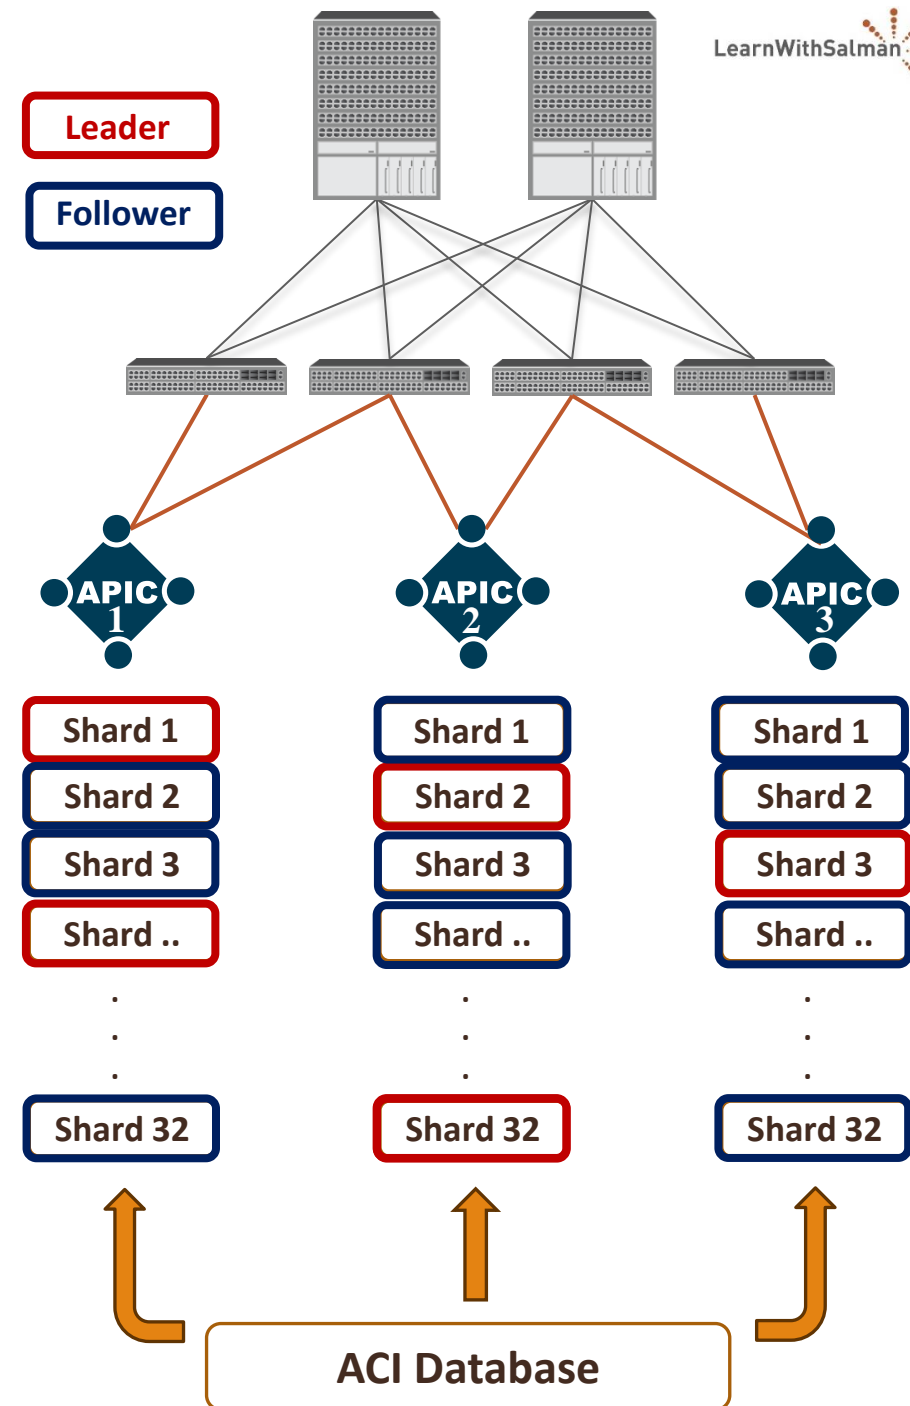 LearnWithSalman
Leader
Follower
APIC
1
APIC
2
APIC
3
Shard 1
Shard 2
Shard 3
Shard ..
.
.
.
Shard 32
Shard 1
Shard 2
Shard 3
Shard ..
.
.
.
Shard 32
Shard 1
Shard 2
Shard 3
Shard ..
.
.
.
Shard 32
ACI Database